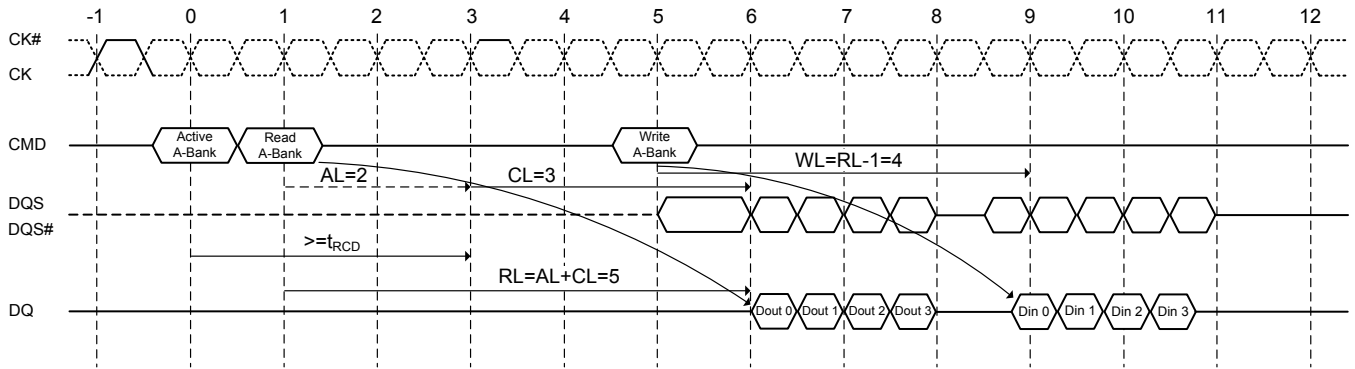 -1 0 1 2 3 4 5 6 7 8 9 10 11 12
CK#
CK
CMD
Active
A-Bank
Read
A-Bank
Write
A-Bank
WL=RL-1=4
AL=2
CL=3
DQS
DQS#
>=tRCD
RL=AL+CL=5
DQ
Dout 0 Dout 1 Dout 2 Dout 3 Din 0 Din 1 Din 2 Din 3